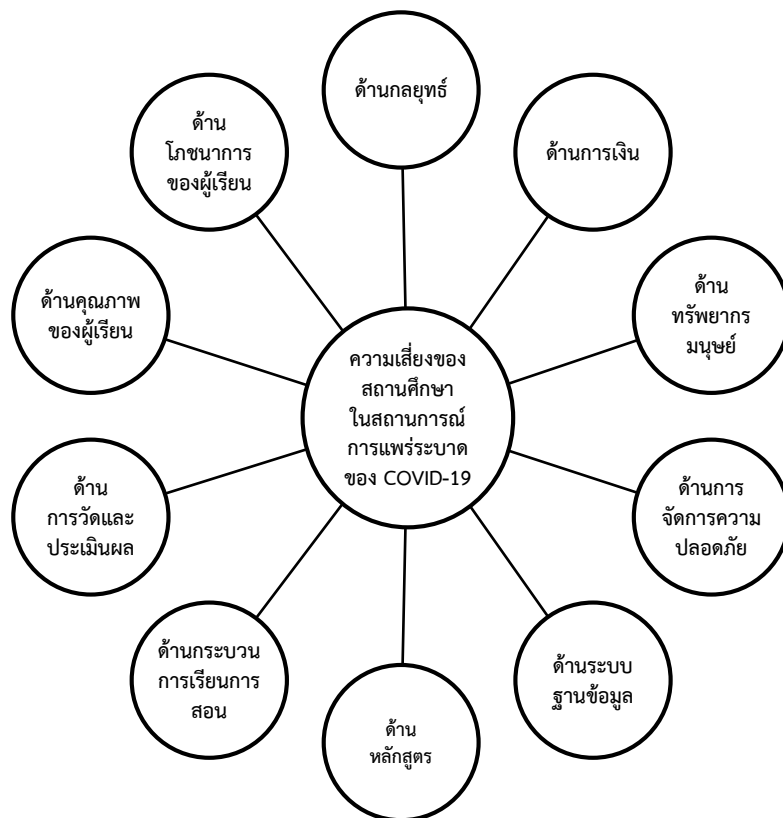 ด้านกลยุทธ์
ด้านการเงิน
ด้าน
ทรัพยากร
มนุษย์
ด้านการ
จัดการความ
ปลอดภัย
ด้านระบบ
ฐานข้อมูล
ด้าน
หลักสูตร
ด้านกระบวน
การเรียนการ
สอน
ด้าน
การวัดและ
ประเมินผล
ด้านคุณภาพ
ของผู้เรียน
ด้าน
โภชนาการ
ของผู้เรียน
ความเสี่ยงของ
สถานศึกษา
ในสถานการณ์
การแพร่ระบาด
ของ COVID-19